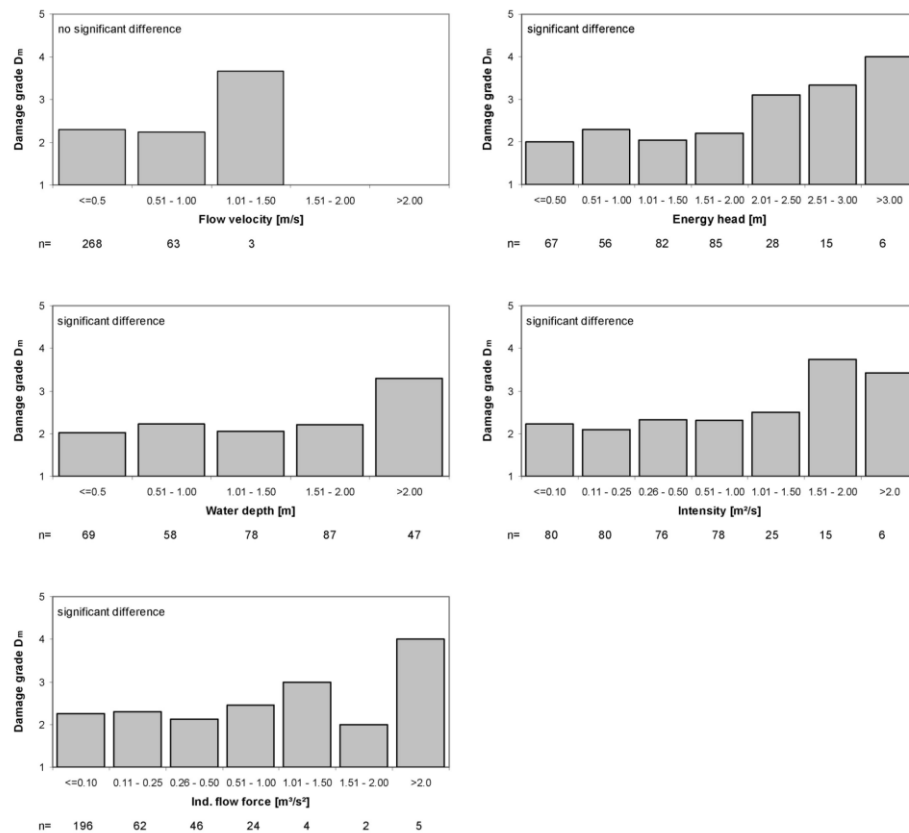 5
no significant difference
4
3
2
1
Damage grade Dm
<=0.5 0.51 - 1.00 1.01 - 1.50 1.51 - 2.00 >2.00
Flow velocity [m/s]
n= 268 63 3
5
significant difference
4
3
2
1
Damage grade Dm
<=0.50 0.51 - 1.00 1.01 - 1.50 1.51 - 2.00 2.01 - 2.50 2.51 - 3.00 >3.00
Energy head [m]
n= 67 56 82 85 28 15 6
5
significant difference
4
3
2
1
Damage grade Dm
<=0.5 0.51 - 1.00 1.01 - 1.50 1.51 - 2.00 >2.00
Water depth [m]
n= 69 58 78 87 47
5
significant difference
4
3
2
1
Damage grade Dm
<=0.10 0.11 - 0.25 0.26 - 0.50 0.51 - 1.00 1.01 - 1.50 1.51 - 2.00 >2.0
Intensity [m²/s]
n= 80 80 76 78 25 15 6
5
significant difference
4
3
2
1
Damage grade Dm
<=0.10 0.11 - 0.25 0.26 - 0.50 0.51 - 1.00 1.01 - 1.50 1.51 - 2.00 >2.0
Ind. flow force [m³/s²]
n= 196 62 46 24 4 2 5